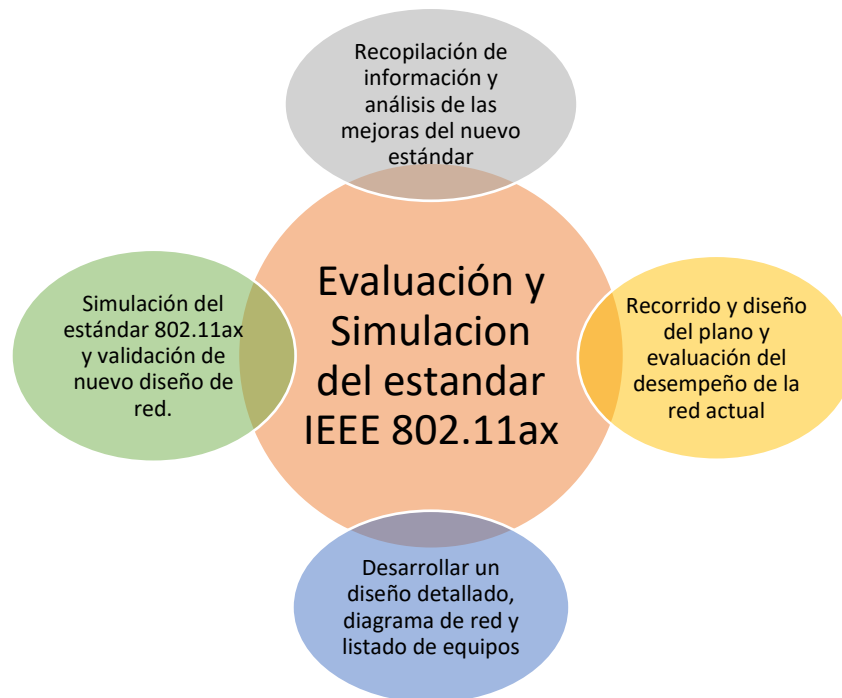 Recopilación de
información y
análisis de las
mejoras del nuevo
estándar
Evaluación y
Simulacion
del estandar
IEEE 802.11ax
Simulación del
estándar 802.11ax
y validación de
nuevo diseño de
red.
Recorrido y diseño
del plano y
evaluación del
desempeño de la
red actual
Desarrollar un
diseño detallado,
diagrama de red y
listado de equipos